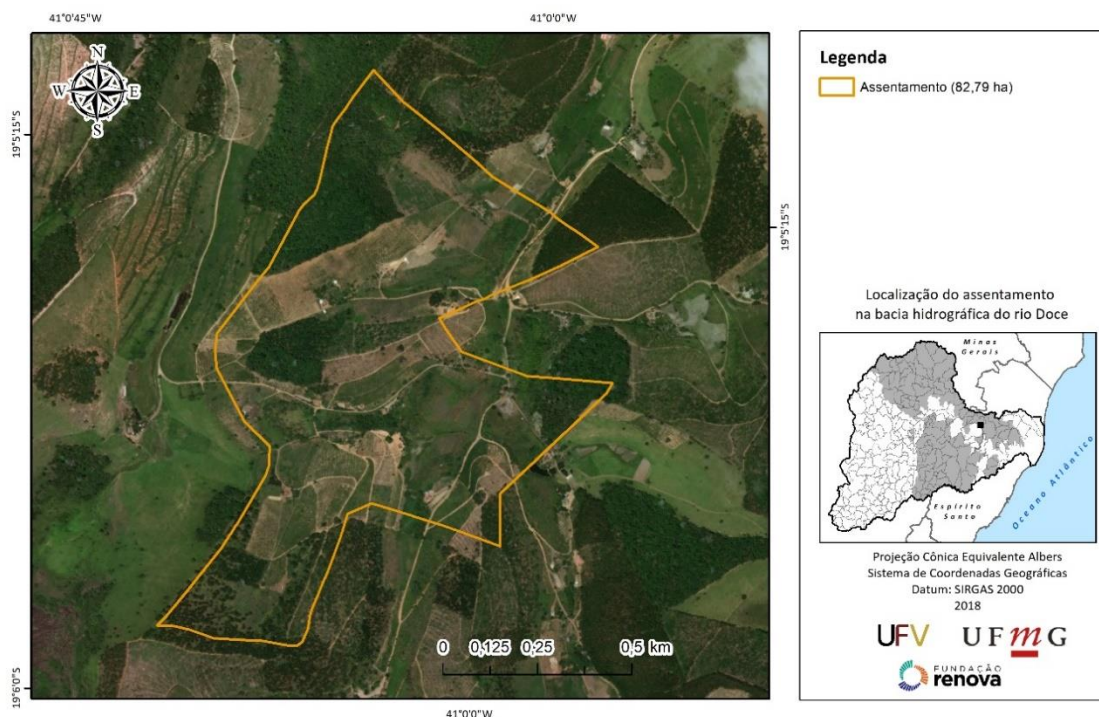 41°0'45"W
41°0'0"W
N
W
E
S
19°5'15"S
19°5'15"S
19°6'0"S
41°0'0"W
0
0,125
0,25
0,5 km
Legenda
Assentamento (82,79 ha)
Localização do assentamento
na bacia hidrográfica do rio Doce
Minas
Gerais
Espírito
Santo
Oceano Atlântico
Projeção Cônica Equivalente Albers
Sistema de Coordenadas Geográficas
Datum: SIRGAS 2000
2018
UFV
UFmG
FUNDAÇÃO
renova